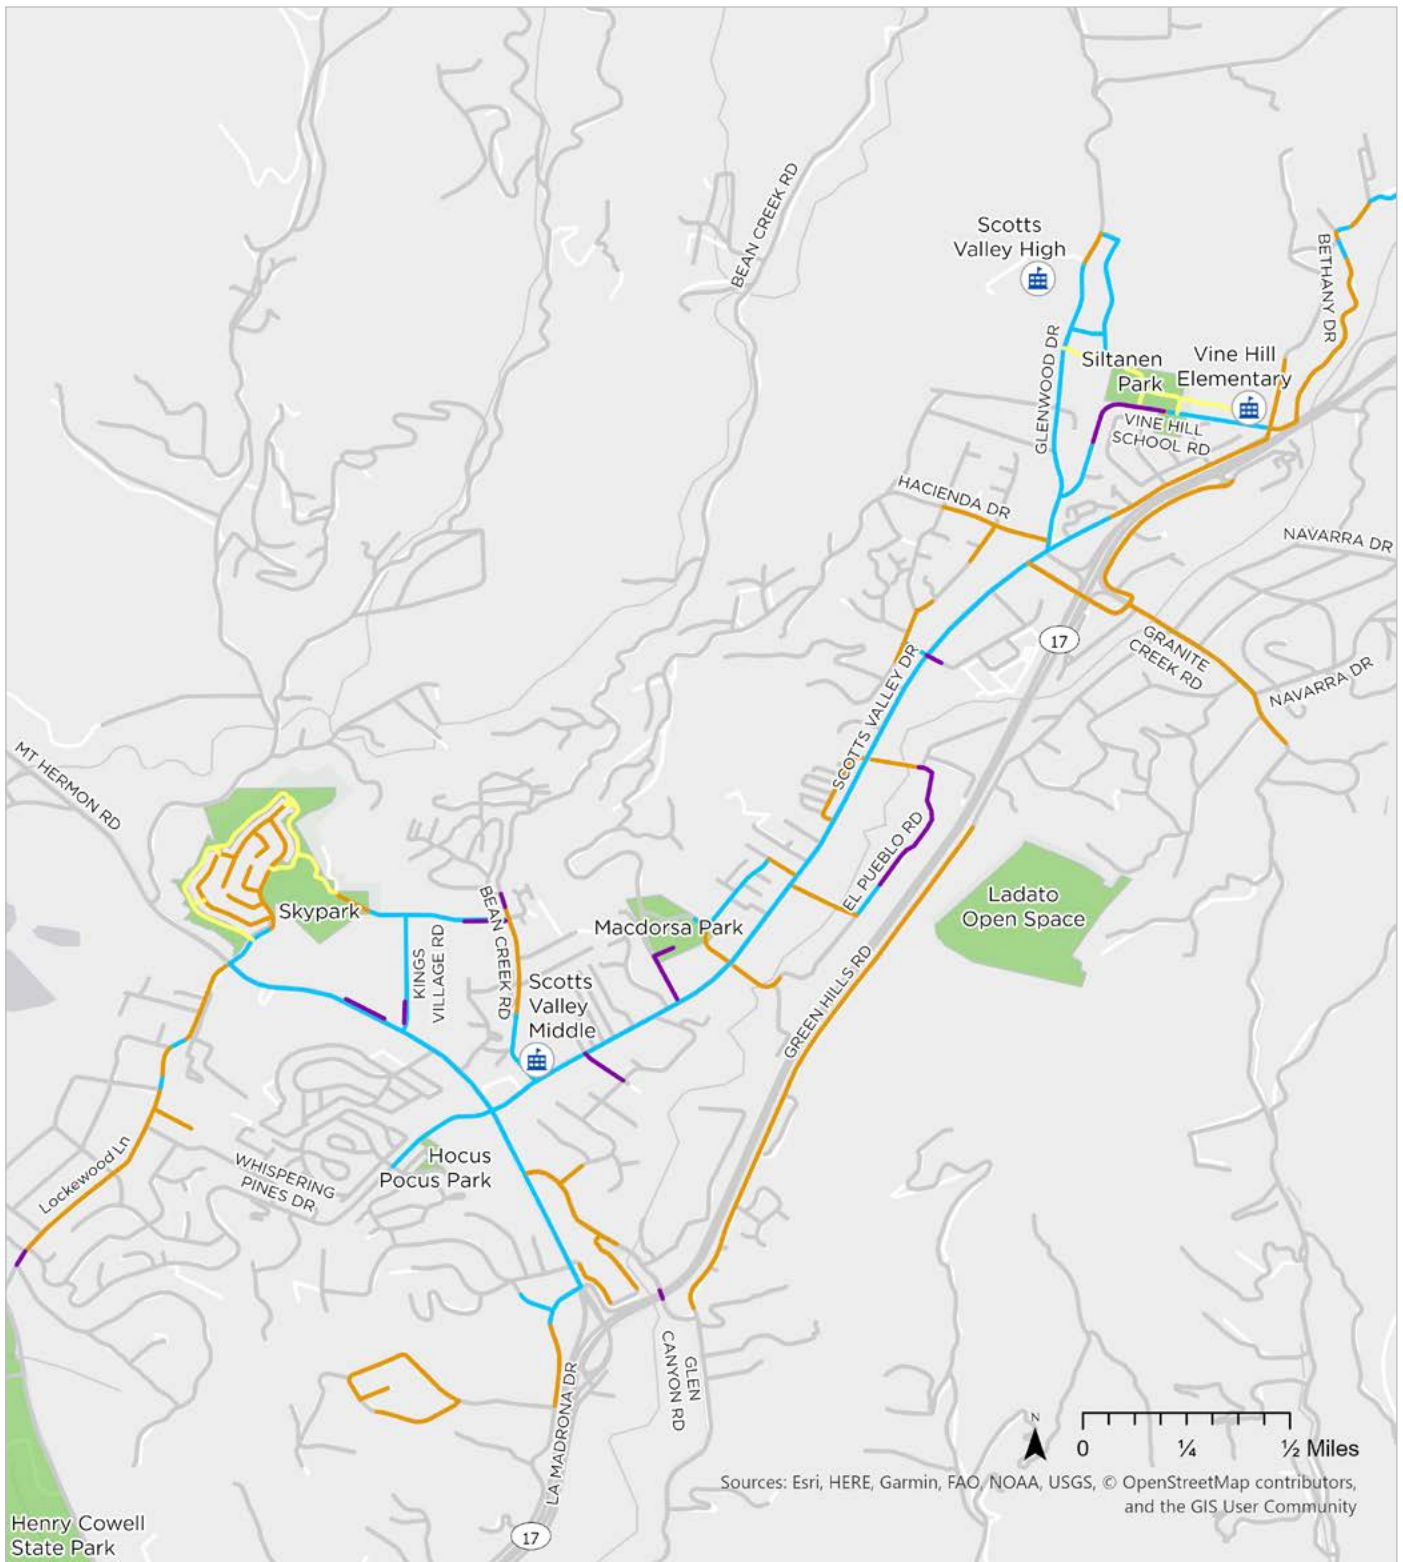 BEAN CREEK RD
Scotts
Valley High
BETHANY DR
GLENWOOD DR
Siltanen
Park
Vine Hill
Elementary
VINE HILL
SCHOOL RD
HACIENDA DR
NAVARRA DR
17
GRANITE
CREEK RD
NAVARRA DR
SCOTTS VALLEY DR
MT HERMON RD
EL PUEBLO RD
Ladato
Open Space
Skypark
BEAN CREEK RD
Macdorsa Park
KINGS
VILLAGE RD
Scotts
Valley
Middle
GREEN HILLS RD
Hocus
Pocus Park
Lockewood Ln
WHISPERING
PINES DR
GLEN
CANYON RD
LA MADRONA DR
N
0 ¼ ½ Miles
Sources: Esri, HERE, Garmin, FAO, NOAA, USGS, © OpenStreetMap contributors,
and the GIS User Community
Henry Cowell
State Park
17